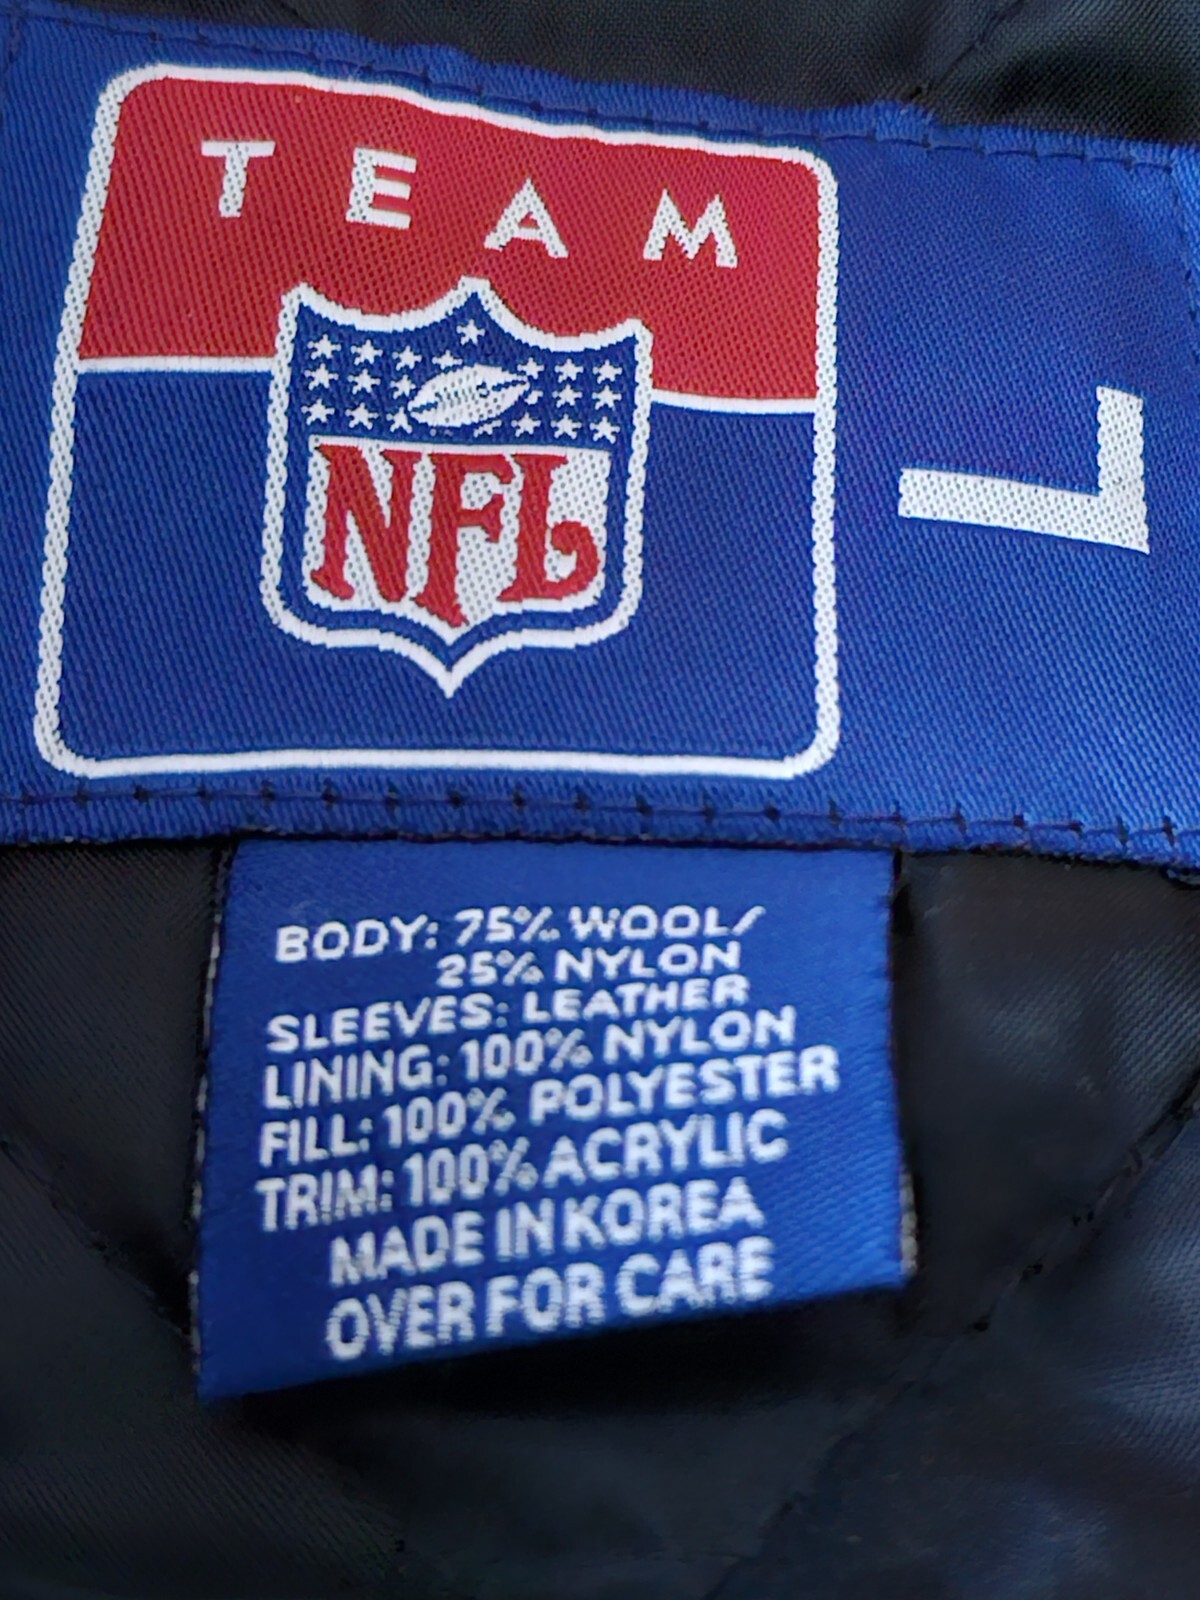 TEAM
NFL
L
BODY: 75% WOOL/
25% NYLON
SLEEVES: LEATHER
LINING: 100% NYLON
FILL: 100% POLYESTER
TRIM: 100% ACRYLIC
MADE IN KOREA
OVER FOR CARE